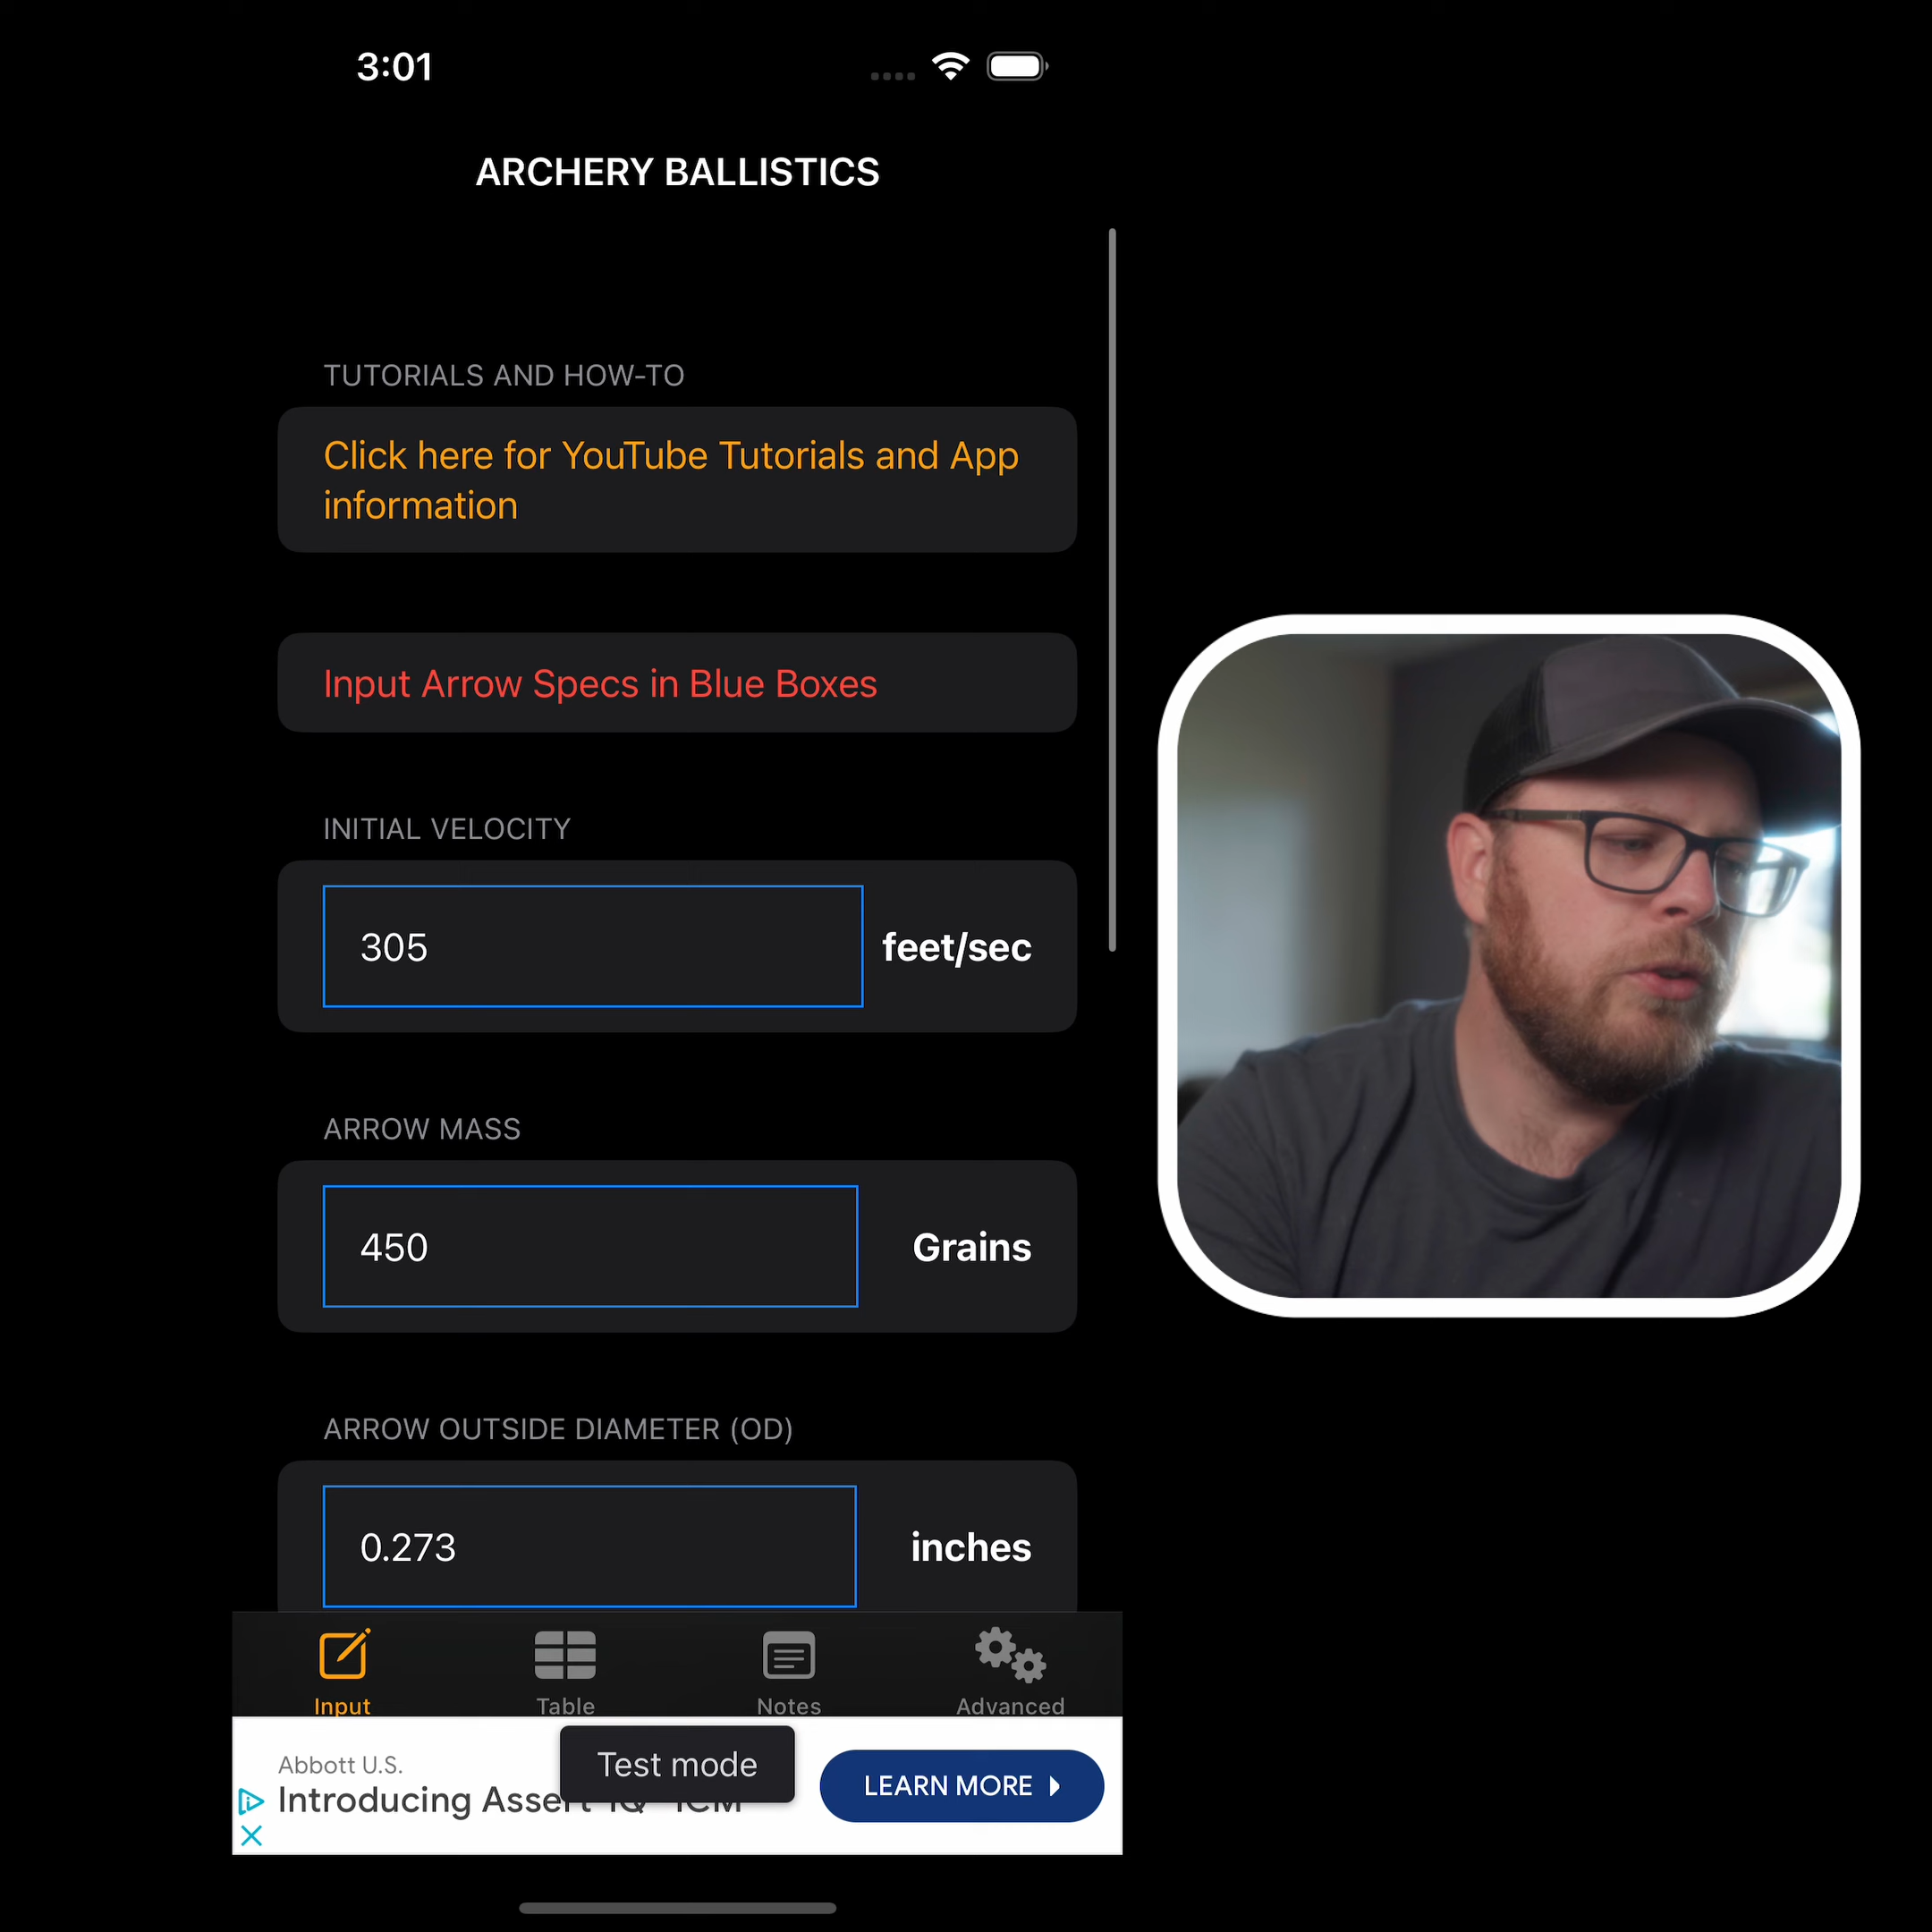 3:01
ARCHERY BALLISTICS
TUTORIALS AND HOW-TO
Click here for YouTube Tutorials and App
information
Input Arrow Specs in Blue Boxes
INITIAL VELOCITY
305 feet/sec
ARROW MASS
450 Grains
ARROW OUTSIDE DIAMETER (OD)
0.273 inches
Input Table Notes Advanced
Test mode
Abbott U.S.
Introducing
LEARN MORE